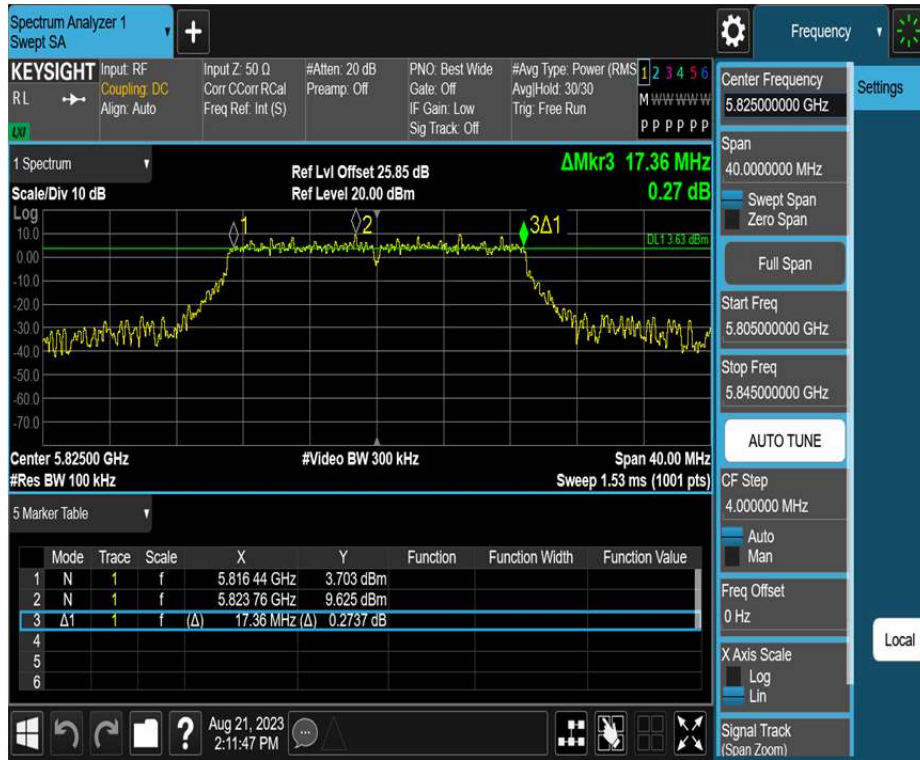 Spectrum Analyzer 1
Swept SA
+
Frequency
KEYSIGHT
RL
LXI
Input: RF
Coupling: DC
Align: Auto
Input Z: 50 Ω
Corr CCorr RCal
Freq Ref: Int (S)
#Atten: 20 dB
Preamp: Off
PNO: Best Wide
Gate: Off
IF Gain: Low
Sig Track: Off
#Avg Type: Power (RMS
Avg|Hold: 30/30
Trig: Free Run
1 2 3 4 5 6
M W W W W W
P P P P P P
1 Spectrum
Scale/Div 10 dB
Ref Lvl Offset 25.85 dB
Ref Level 20.00 dBm
ΔMkr3 17.36 MHz
0.27 dB
Log
1
2
3Δ1
DL1 3.63 dBm
10.0
0.00
-10.0
-20.0
-30.0
-40.0
-50.0
-60.0
-70.0
Center 5.82500 GHz
#Video BW 300 kHz
Span 40.00 MHz
#Res BW 100 kHz
Sweep 1.53 ms (1001 pts)
5 Marker Table
Mode Trace Scale X Y Function Function Width Function Value
1 N 1 f 5.816 44 GHz 3.703 dBm
2 N 1 f 5.823 76 GHz 9.625 dBm
3 Δ1 1 f (Δ) 17.36 MHz (Δ) 0.2737 dB
4
5
6
?
Aug 21, 2023
2:11:47 PM
Center Frequency
5.825000000 GHz
Settings
Span
40.0000000 MHz
Swept Span
Zero Span
Full Span
Start Freq
5.805000000 GHz
Stop Freq
5.845000000 GHz
AUTO TUNE
CF Step
4.000000 MHz
Auto
Man
Freq Offset
0 Hz
Local
X Axis Scale
Log
Lin
Signal Track
(Span Zoom)